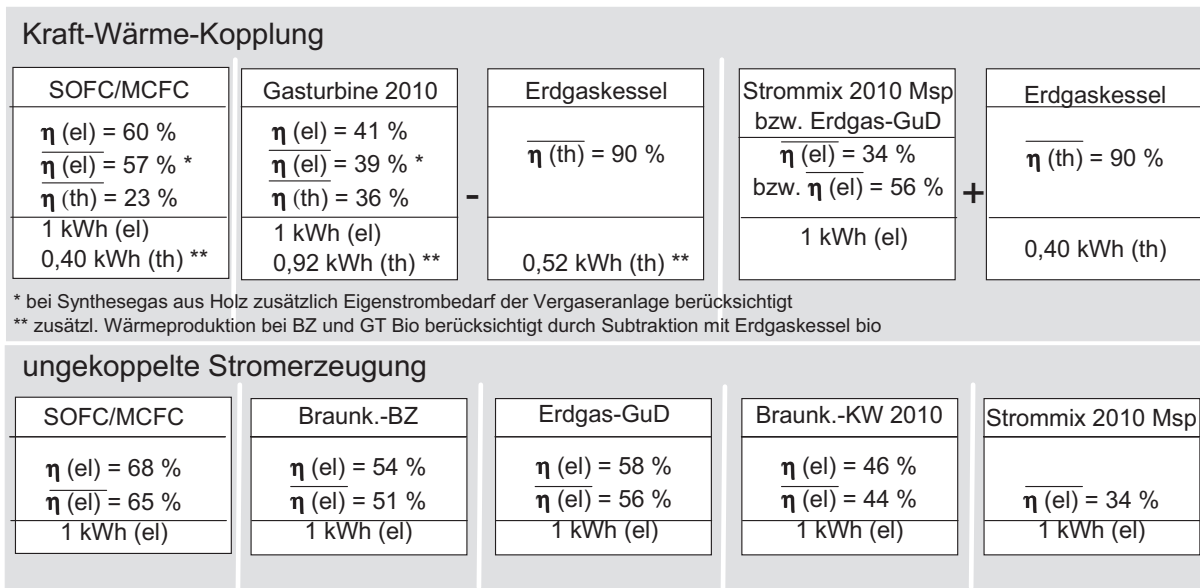 Kraft-Wärme-Kopplung
SOFC/MCFC
η (el) = 60 %
η (el) = 57 % *
η (th) = 23 %
1 kWh (el)
0,40 kWh (th) **
Gasturbine 2010
η (el) = 41 %
η (el) = 39 % *
η (th) = 36 %
1 kWh (el)
0,92 kWh (th) **
-
Erdgaskessel
η (th) = 90 %
0,52 kWh (th) **
Strommix 2010 Msp
bzw. Erdgas-GuD
η (el) = 34 %
bzw. η (el) = 56 %
1 kWh (el)
+
Erdgaskessel
η (th) = 90 %
0,40 kWh (th)
* bei Synthesegas aus Holz zusätzlich Eigenstrombedarf der Vergaseranlage berücksichtigt
** zusätzl. Wärmeproduktion bei BZ und GT Bio berücksichtigt durch Subtraktion mit Erdgaskessel bio
ungekoppelte Stromerzeugung
SOFC/MCFC
η (el) = 68 %
η (el) = 65 %
1 kWh (el)
Braunk.-BZ
η (el) = 54 %
η (el) = 51 %
1 kWh (el)
Erdgas-GuD
η (el) = 58 %
η (el) = 56 %
1 kWh (el)
Braunk.-KW 2010
η (el) = 46 %
η (el) = 44 %
1 kWh (el)
Strommix 2010 Msp
η (el) = 34 %
1 kWh (el)